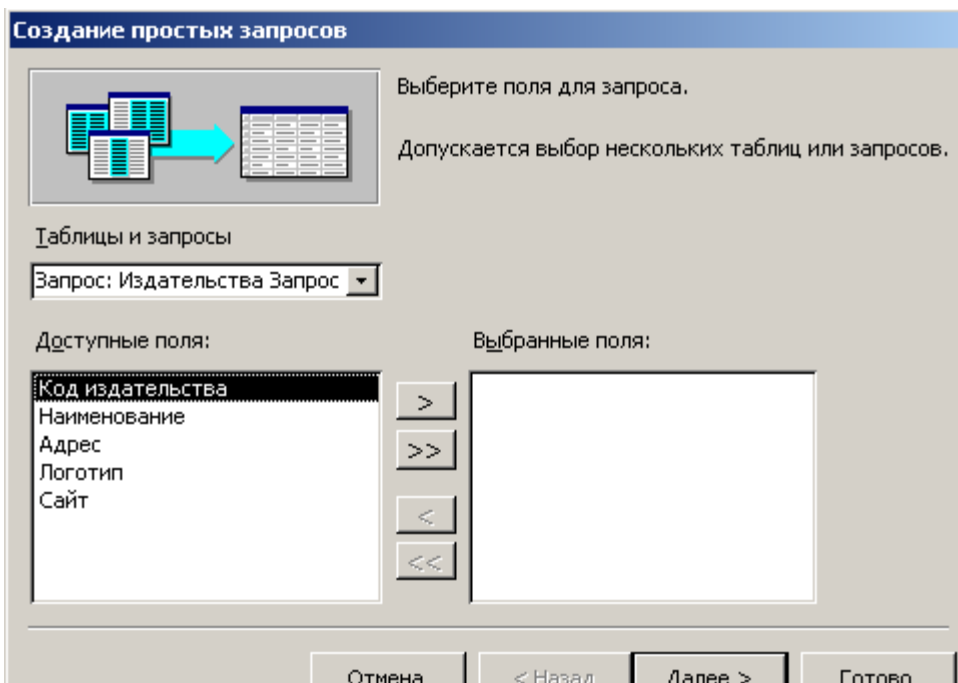 Создание простых запросов
Выберите поля для запроса.
Допускается выбор нескольких таблиц или запросов.
Таблицы и запросы
Запрос: Издательства Запрос
Доступные поля:
Выбранные поля:
Код издательства
Наименование
Адрес
Логотип
Сайт
>
>>
<
<<
Отмена
< Назад
Далее >
Готово